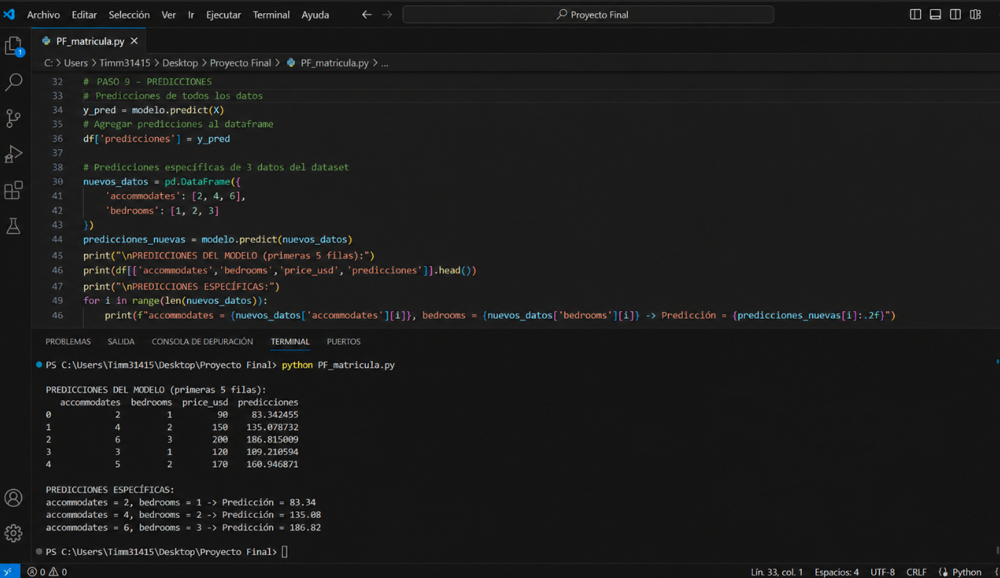 Archivo Editar Selección Ver Ir Ejecutar Terminal Ayuda ← → Proyecto Final
PF_matricula.py ×
1
C: > Users > Timm31415 > Desktop > Proyecto Final > PF_matricula.py > ...
32 # PASO 9 - PREDICCIONES
33 # Predicciones de todos los datos
34 y_pred = modelo.predict(X)
35 # Agregar predicciones al dataframe
36 df['predicciones'] = y_pred
37
38 # Predicciones específicas de 3 datos del dataset
30 nuevos_datos = pd.DataFrame({
41     'accommodates': [2, 4, 6],
42     'bedrooms': [1, 2, 3]
43 })
44 predicciones_nuevas = modelo.predict(nuevos_datos)
45 print("\nPREDICCIONES DEL MODELO (primeras 5 filas):")
46 print(df[['accommodates','bedrooms','price_usd', 'predicciones']].head())
47 print("\nPREDICCIONES ESPECÍFICAS:")
49 for i in range(len(nuevos_datos)):
46     print(f"accommodates = {nuevos_datos['accommodates'][i]}, bedrooms = {nuevos_datos['bedrooms'][i]} -> Predicción = {predicciones_nuevas[i]:.2f}")
PROBLEMAS SALIDA CONSOLA DE DEPURACIÓN TERMINAL PUERTOS
PS C:\Users\Timm31415\Desktop\Proyecto Final> python PF_matricula.py
PREDICCIONES DEL MODELO (primeras 5 filas):
accommodates bedrooms price_usd predicciones
0 2 1 90 83.342455
1 4 2 150 135.078732
2 6 3 200 186.815009
3 3 1 120 109.210594
4 5 2 170 160.946871
PREDICCIONES ESPECÍFICAS:
accommodates = 2, bedrooms = 1 -> Predicción = 83.34
accommodates = 4, bedrooms = 2 -> Predicción = 135.08
accommodates = 6, bedrooms = 3 -> Predicción = 186.82
PS C:\Users\Timm31415\Desktop\Proyecto Final>
0 0 Lín. 33, col. 1 Espacios: 4 UTF-8 CRLF Python